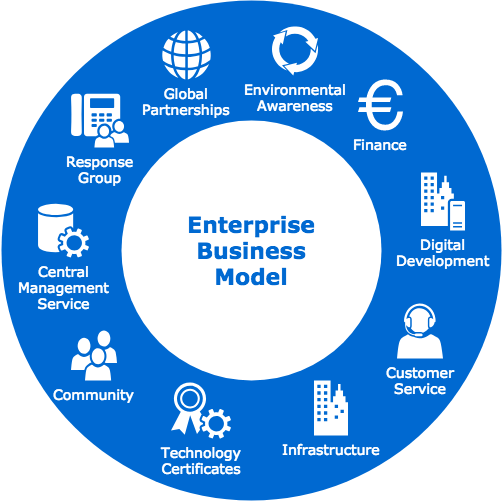 Global
Partnerships
Environmental
Awareness
€
Finance
Digital
Development
Customer
Service
Infrastructure
Technology
Certificates
Community
Central
Management
Service
Response
Group
Enterprise
Business
Model